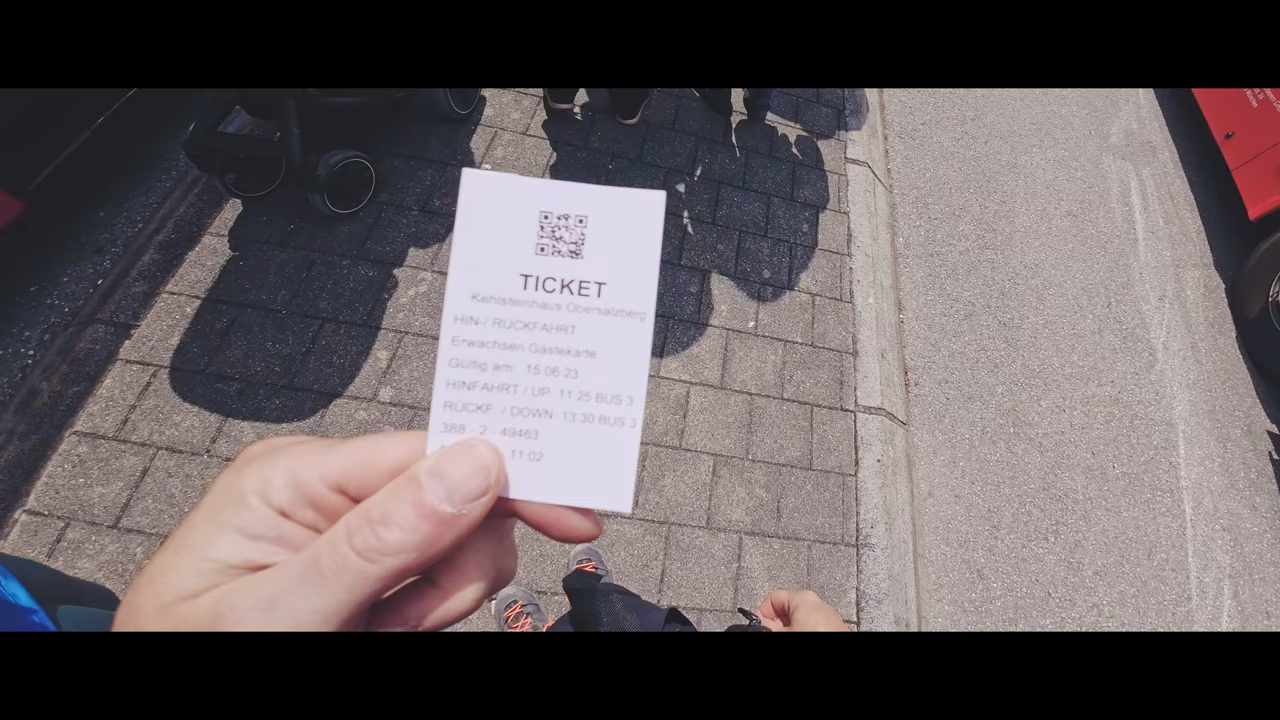 TICKET
Kehlsteinhaus Obersalzberg
HIN-/ RÜCKFAHRT
Erwachsen Gästekarte
Gültig am: 15.06.23
HINFAHRT / UP 11:25 BUS 3
RÜCKF. / DOWN 13:30 BUS 3
388 - 2 49463
11:02